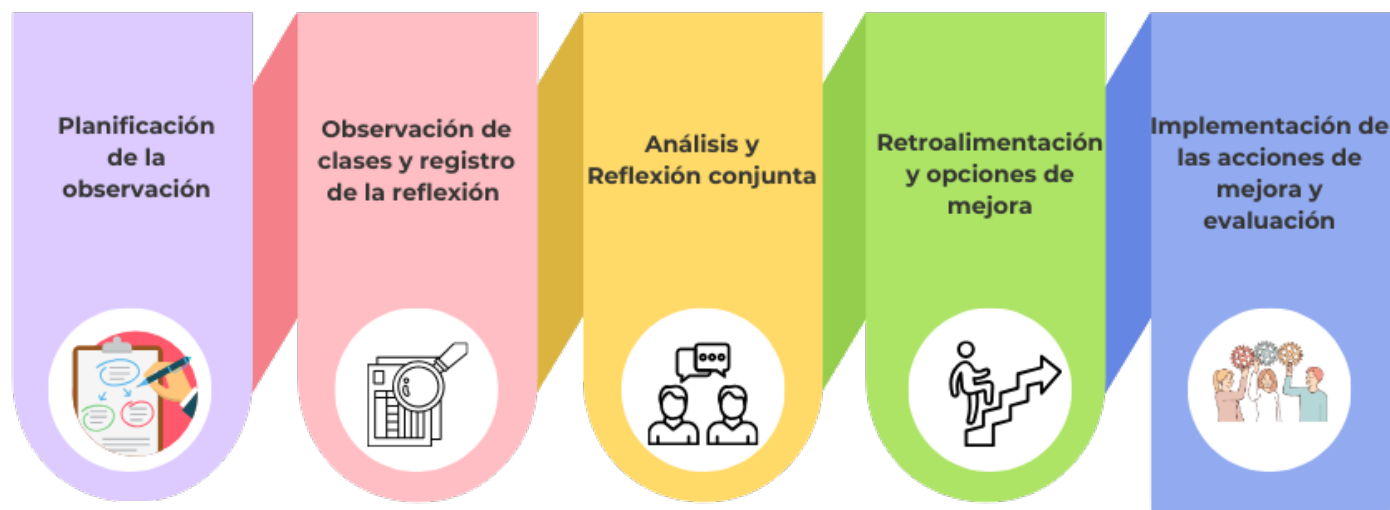 Planificación
de la
observación
Observación de
clases y registro
de la reflexión
Análisis y
Reflexión conjunta
Retroalimentación
y opciones de
mejora
Implementación de
las acciones de
mejora y
evaluación